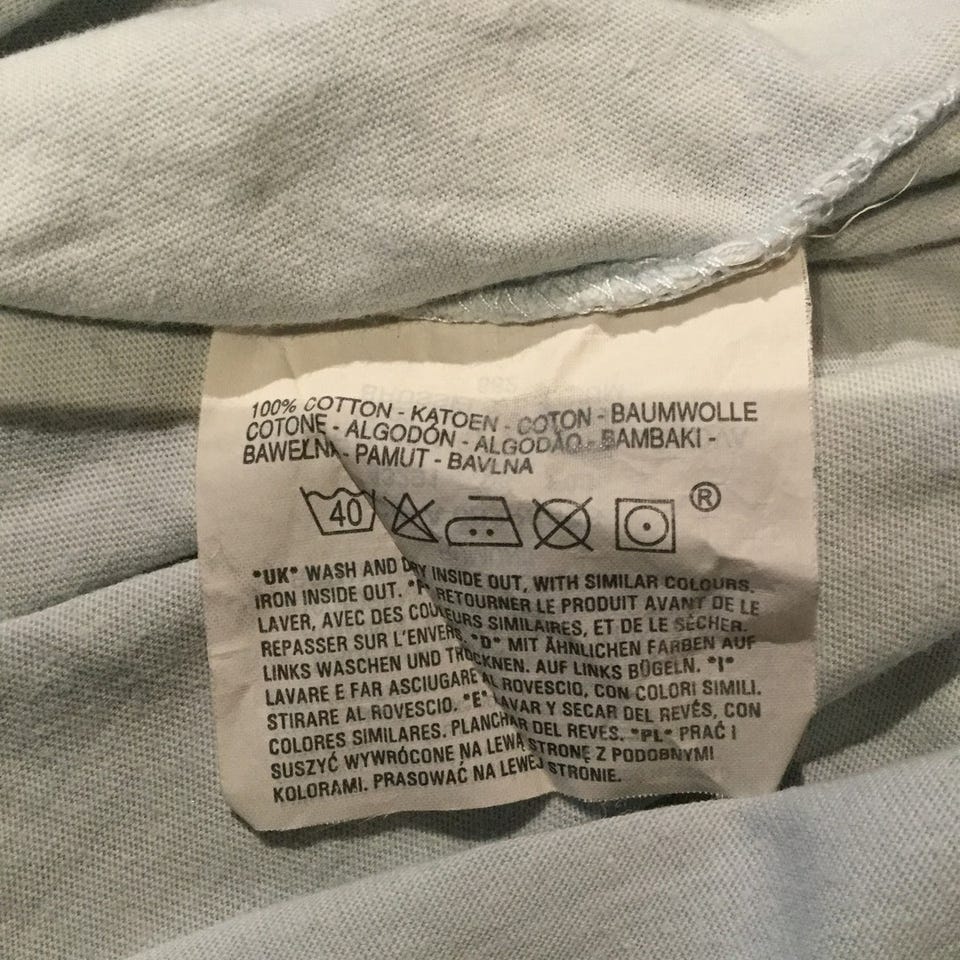 100% COTTON - KATOEN - COTON - BAUMWOLLE
COTONE - ALGODÓN - ALGODÃO - BAMBAKI -
BAWEŁNA - PAMUT - BAVLNA
40
®
*UK* WASH AND DRY INSIDE OUT, WITH SIMILAR COLOURS.
IRON INSIDE OUT. *F* RETOURNER LE PRODUIT AVANT DE LE
LAVER, AVEC DES COULEURS SIMILAIRES, ET DE LE SÉCHER.
REPASSER SUR L'ENVERS. *D* MIT ÄHNLICHEN FARBEN AUF
LINKS WASCHEN UND TROCKNEN. AUF LINKS BÜGELN. *I*
LAVARE E FAR ASCIUGARE AL ROVESCIO, CON COLORI SIMILI.
STIRARE AL ROVESCIO. *E* LAVAR Y SECAR DEL REVÉS, CON
COLORES SIMILARES. PLANCHAR DEL REVES. *PL* PRAĆ I
SUSZYĆ WYWRÓCONE NA LEWĄ STRONĘ Z PODOBNYMI
KOLORAMI. PRASOWAĆ NA LEWEJ STRONIE.